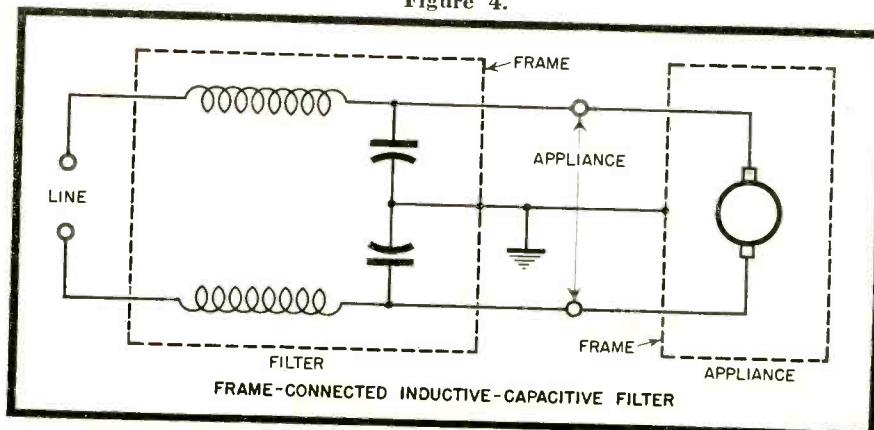 Figure 4.
FRAME
APPLIANCE
LINE
FRAME
FILTER
APPLIANCE
FRAME-CONNECTED INDUCTIVE-CAPACITIVE FILTER